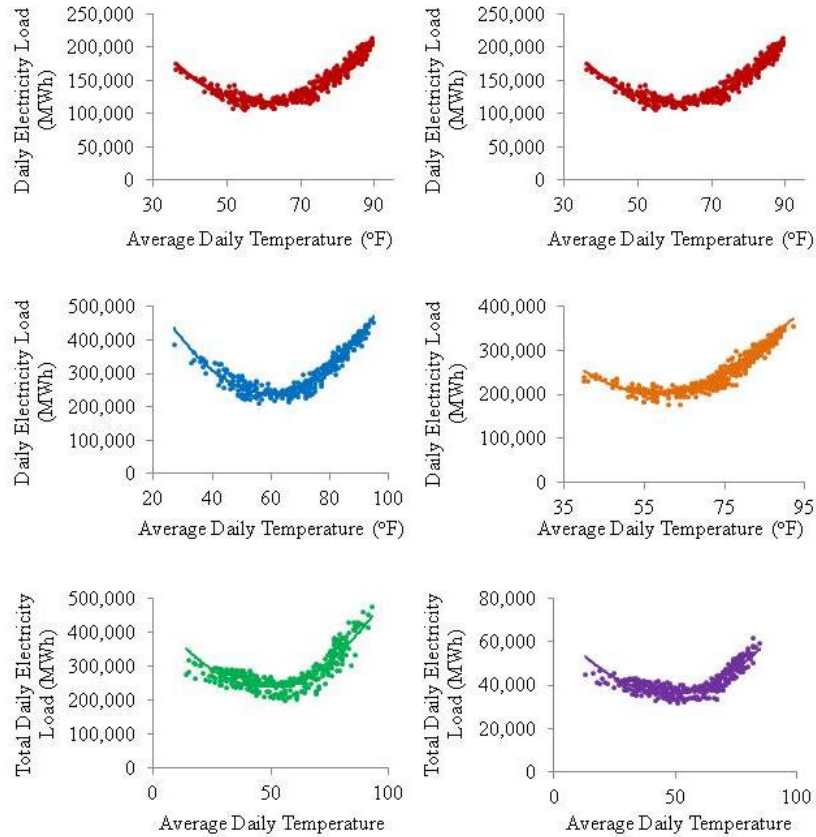 Daily Electricity Load
(MWh)
250,000
200,000
150,000
100,000
50,000
0
30 50 70 90
Average Daily Temperature (°F)
Daily Electricity Load
(MWh)
250,000
200,000
150,000
100,000
50,000
0
30 50 70 90
Average Daily Temperature (°F)
Daily Electricity Load
(MWh)
500,000
400,000
300,000
200,000
100,000
0
20 40 60 80 100
Average Daily Temperature (°F)
Daily Electricity Load
(MWh)
400,000
300,000
200,000
100,000
0
35 55 75 95
Average Daily Temperature (°F)
Total Daily Electricity
Load (MWh)
500,000
400,000
300,000
200,000
100,000
0
0 50 100
Average Daily Temperature
Total Daily Electricity
Load (MWh)
80,000
60,000
40,000
20,000
0
0 50 100
Average Daily Temperature